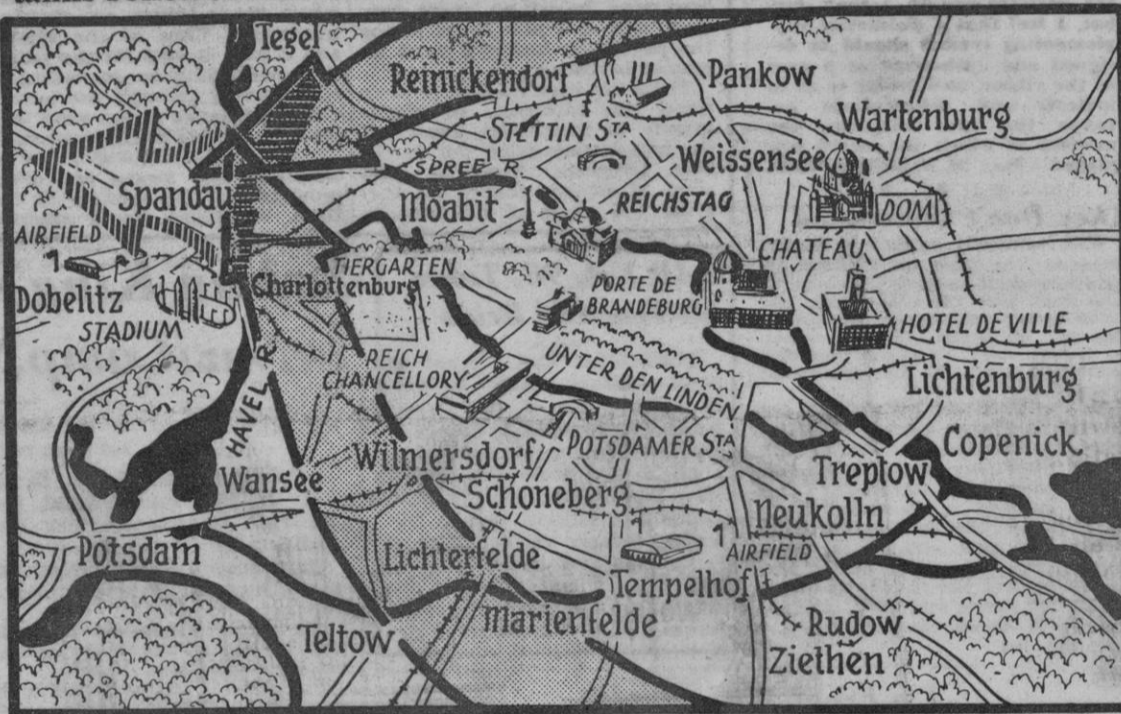 Tegel
Reinickendorf
Pankow
Wartenburg
STETTIN STA
SPREE R.
Weissensee
Spandau
Moabit
REICHSTAG
DOM
AIRFIELD
TIERGARTEN
CHATEAU
Dobelitz
Charlottenburg
PORTE DE
BRANDEBURG
STADIUM
HOTEL DE VILLE
HAVEL R.
REICH
CHANCELLORY
UNTER DEN LINDEN
Lichtenburg
POTSDAMER STA
Copenick
Wansee
Wilmersdorf
Treptow
Schoneberg
Neukolln
Potsdam
Lichterfelde
AIRFIELD
Tempelhof
Marienfelde
Teltow
Rudow
Ziethen